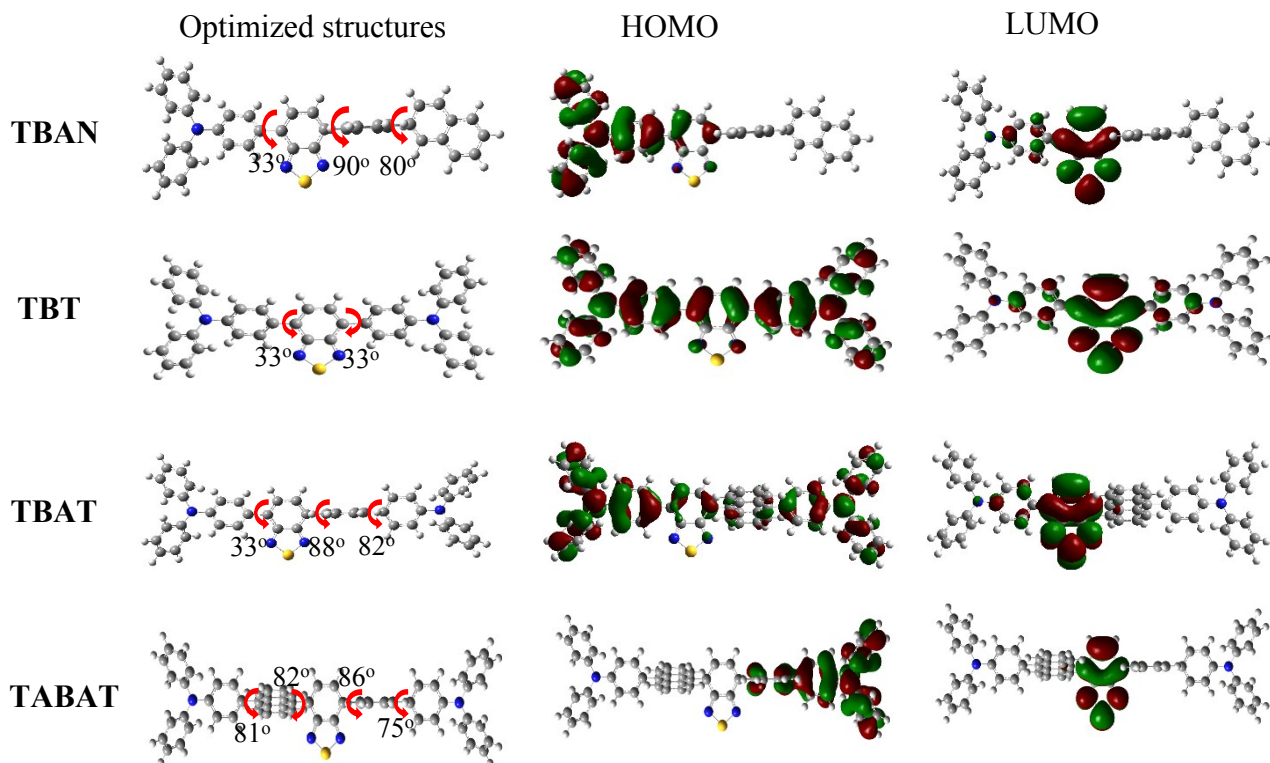 Optimized structures HOMO LUMO
TBAN
33° 90° 80°
TBT
33° 33°
TBAT
33° 88° 82°
TABAT
82° 86°
81° 75°